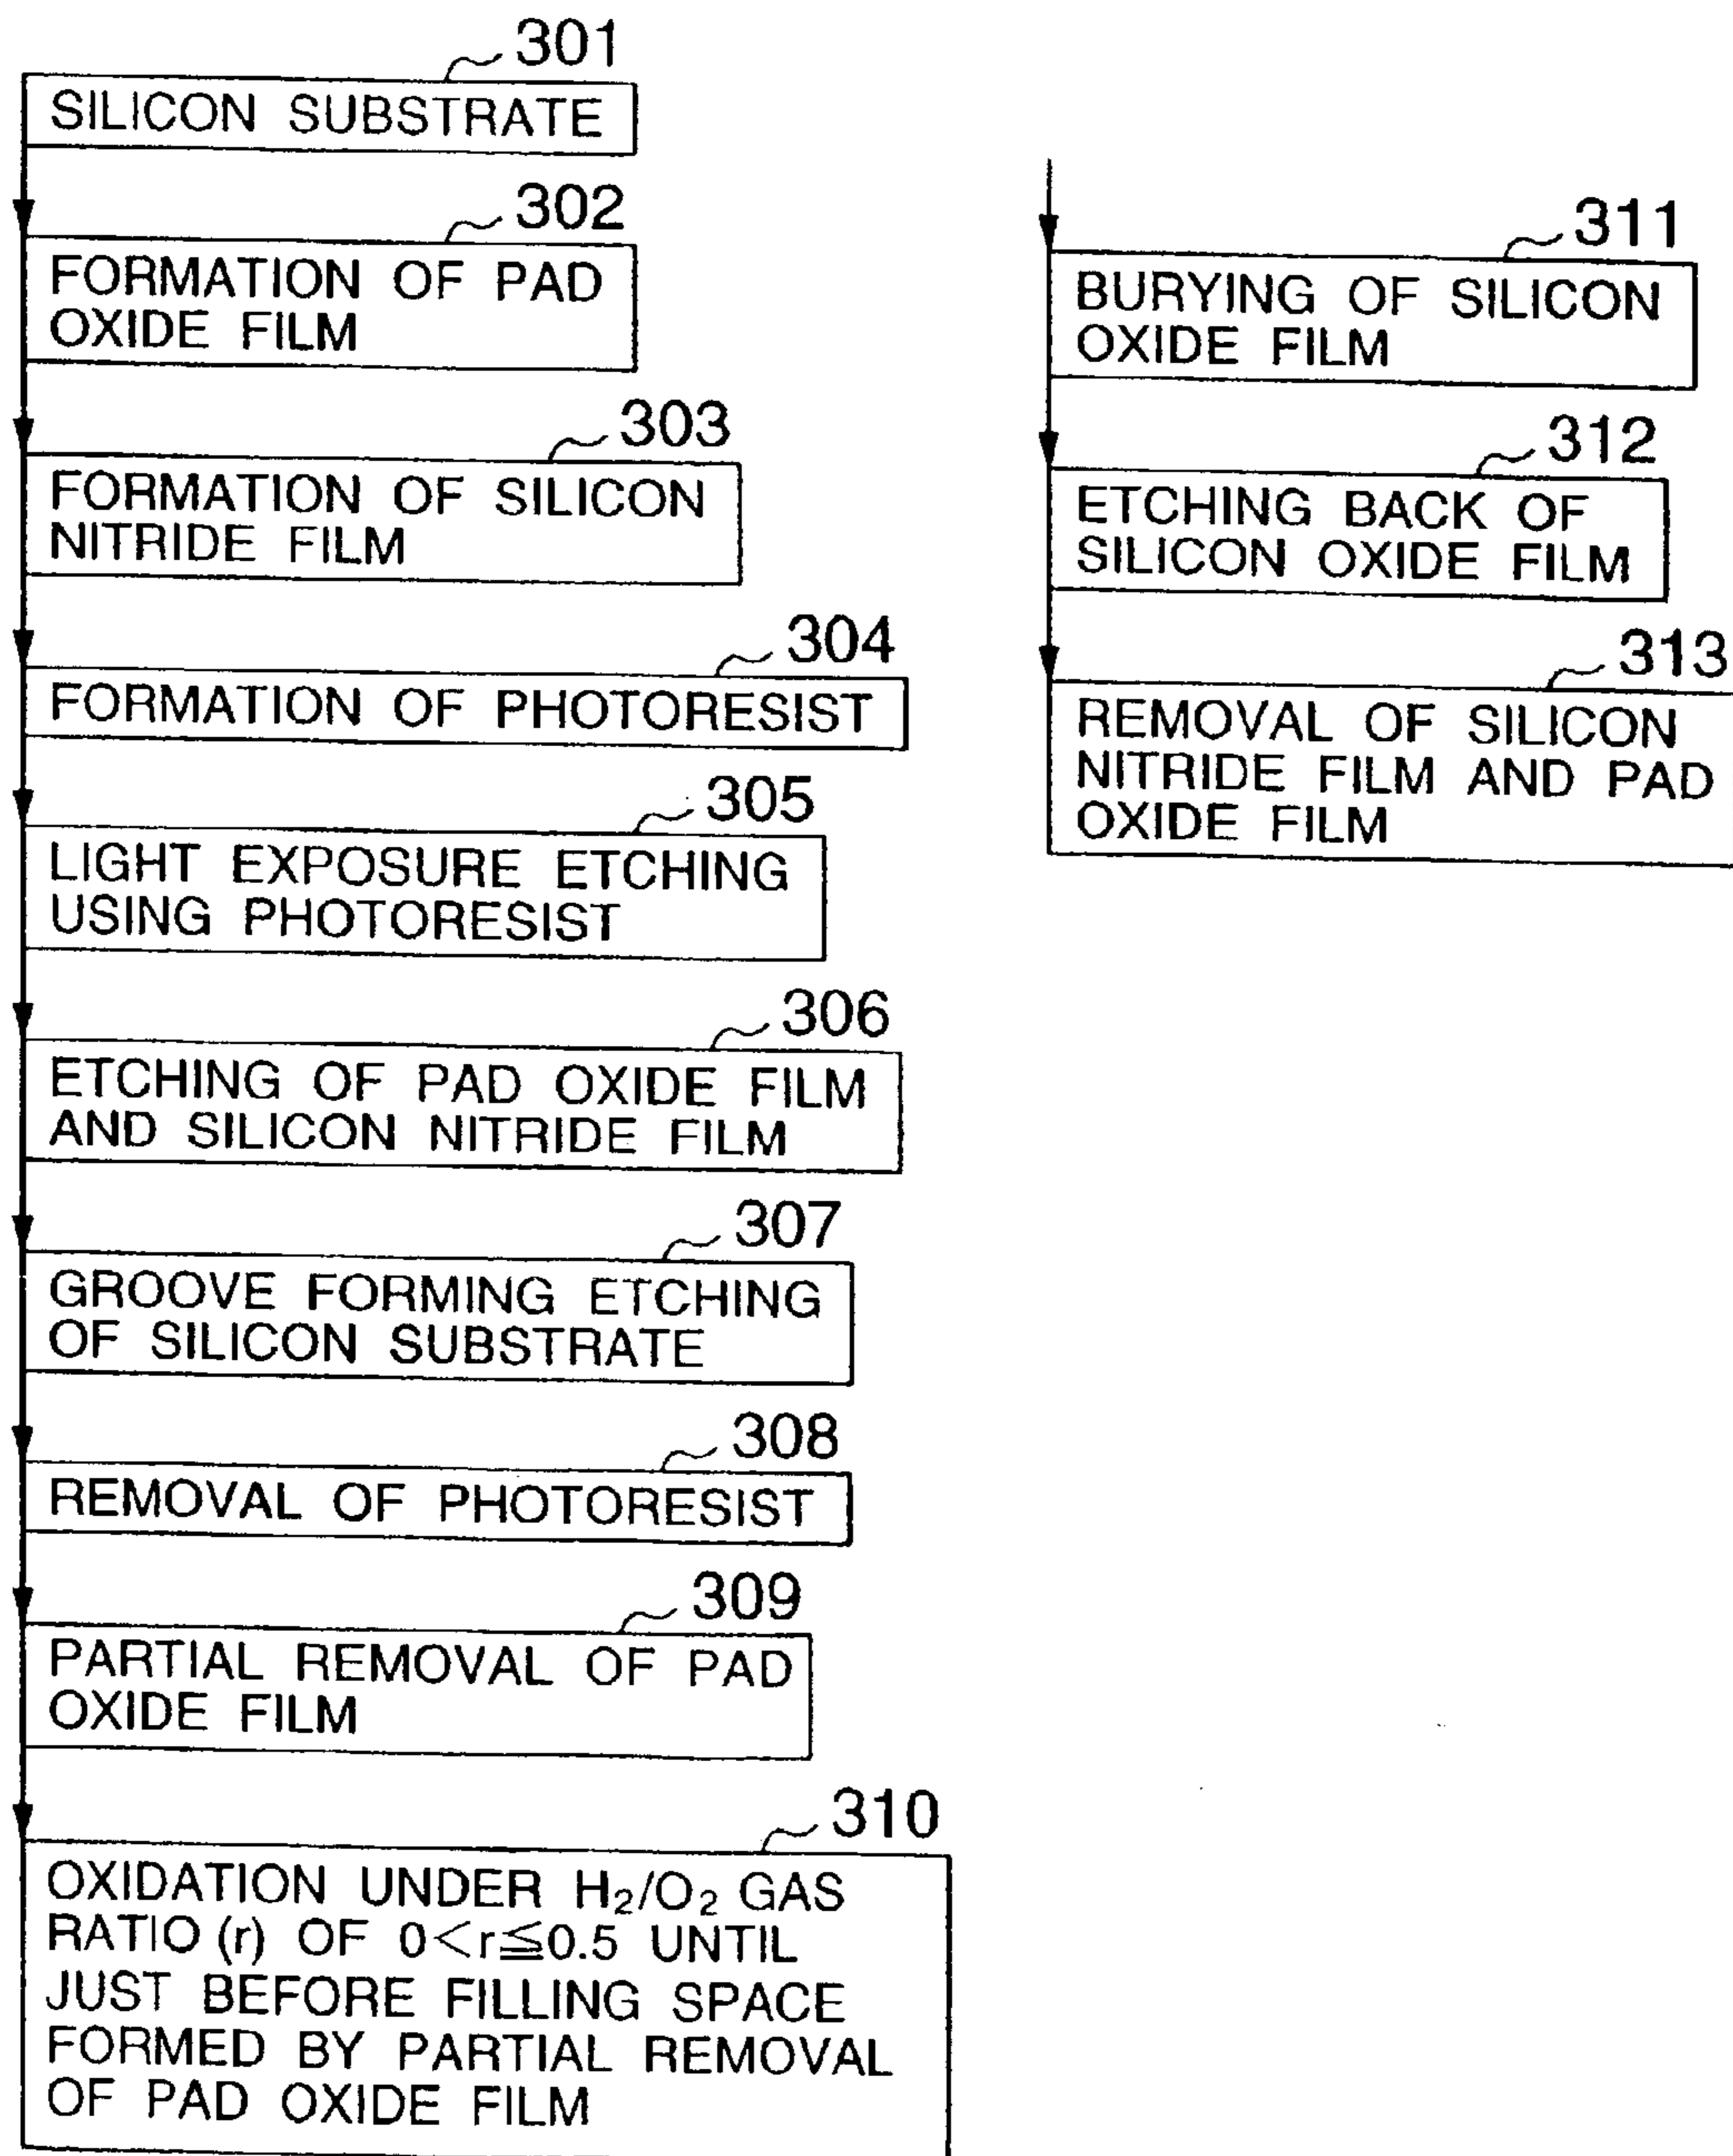 301
SILICON SUBSTRATE
302
FORMATION OF PAD
OXIDE FILM
303
FORMATION OF SILICON
NITRIDE FILM
304
FORMATION OF PHOTORESIST
305
LIGHT EXPOSURE ETCHING
USING PHOTORESIST
306
ETCHING OF PAD OXIDE FILM
AND SILICON NITRIDE FILM
307
GROOVE FORMING ETCHING
OF SILICON SUBSTRATE
308
REMOVAL OF PHOTORESIST
309
PARTIAL REMOVAL OF PAD
OXIDE FILM
310
OXIDATION UNDER H₂/O₂ GAS
RATIO (r) OF 0<r≦0.5 UNTIL
JUST BEFORE FILLING SPACE
FORMED BY PARTIAL REMOVAL
OF PAD OXIDE FILM
311
BURYING OF SILICON
OXIDE FILM
312
ETCHING BACK OF
SILICON OXIDE FILM
313
REMOVAL OF SILICON
NITRIDE FILM AND PAD
OXIDE FILM